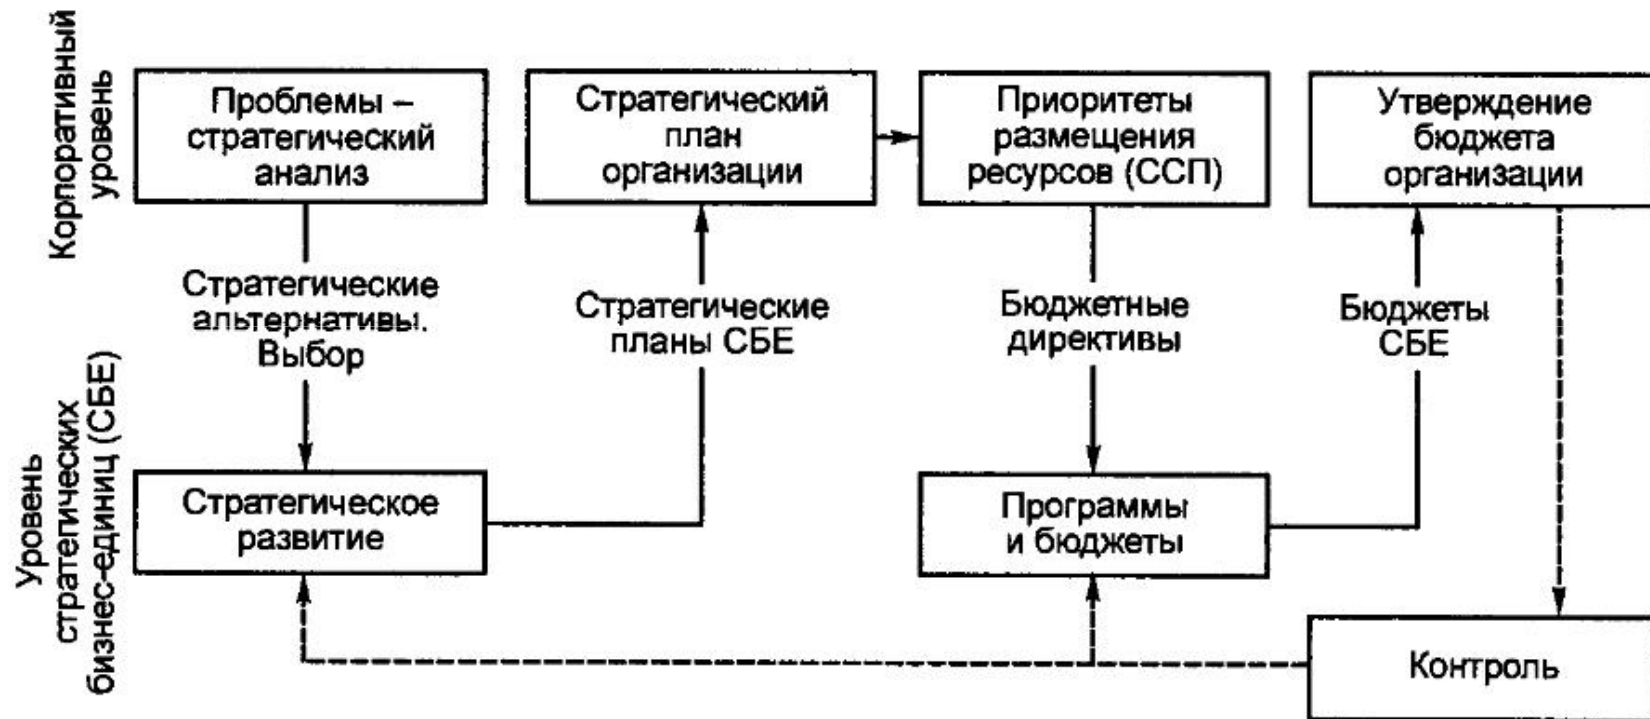 Корпоративный
уровень
Проблемы –
стратегический
анализ
Стратегический
план
организации
Приоритеты
размещения
ресурсов (ССП)
Утверждение
бюджета
организации
Стратегические
альтернативы.
Выбор
Стратегические
планы СБЕ
Бюджетные
директивы
Бюджеты
СБЕ
Уровень
стратегических
бизнес-единиц (СБЕ)
Стратегическое
развитие
Программы
и бюджеты
Контроль